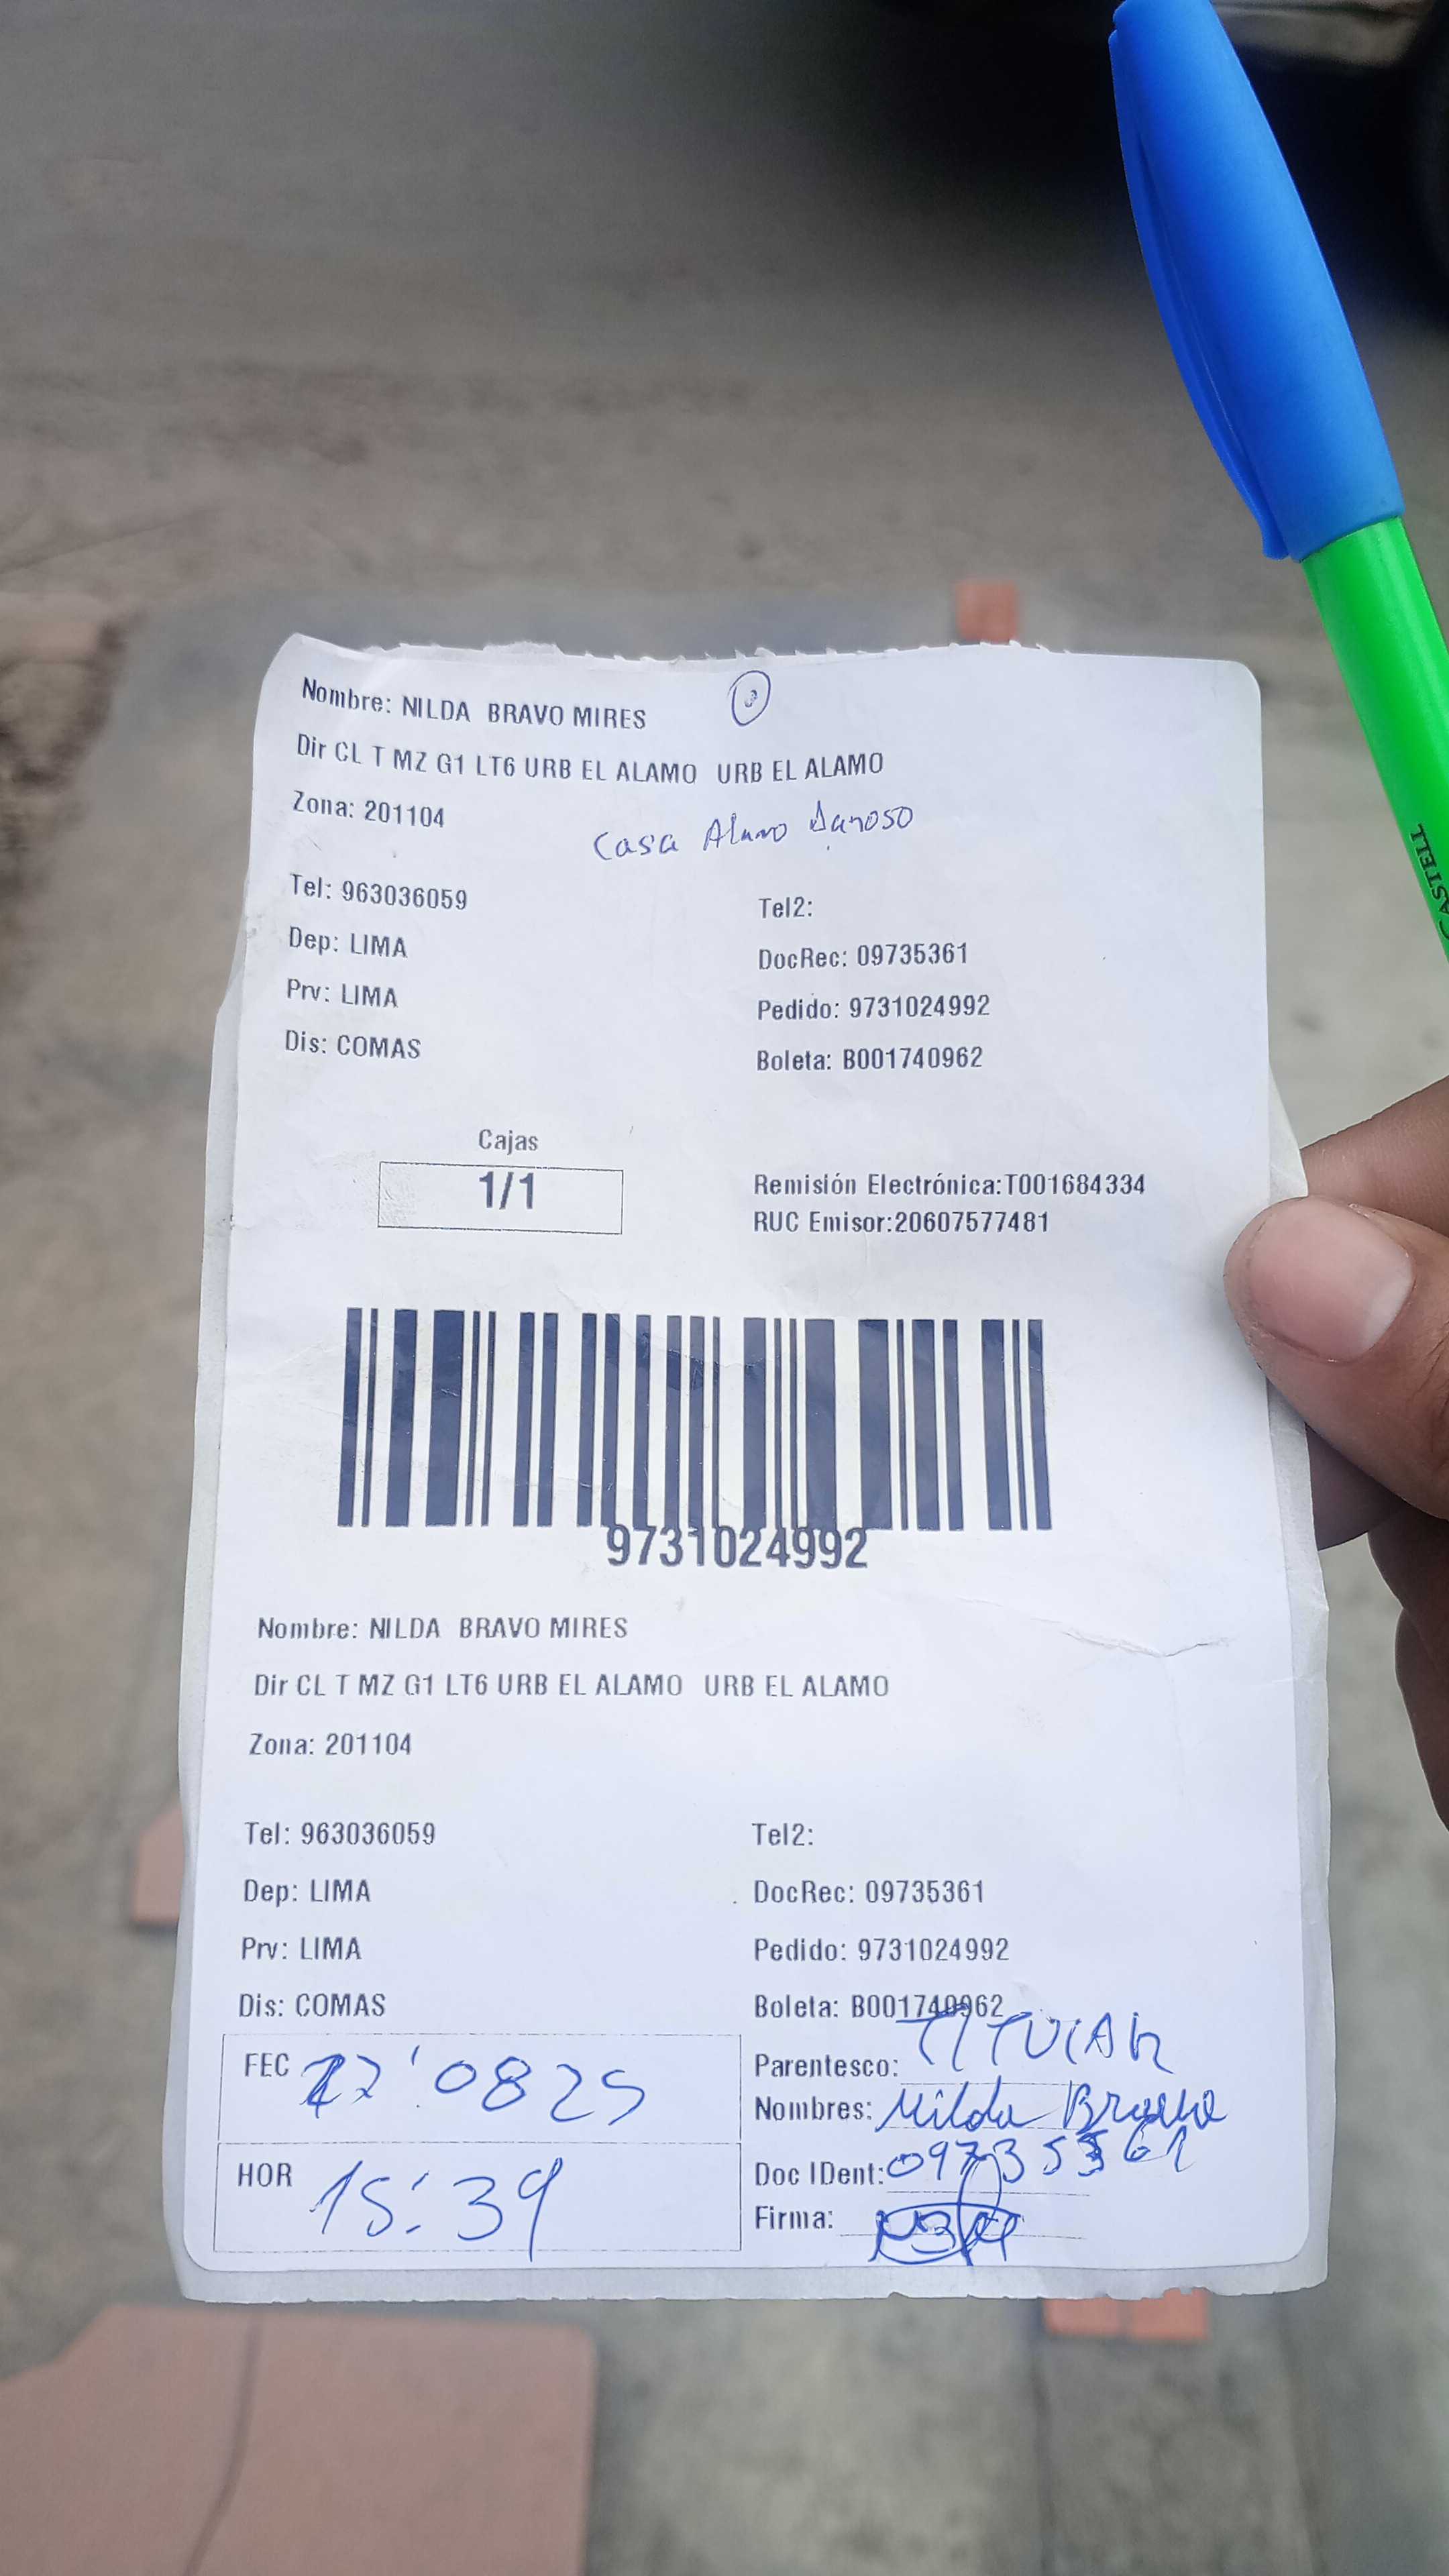 Nombre: NILDA BRAVO MIRES
Dir CL T MZ G1 LT6 URB EL ALAMO URB EL ALAMO
Zona: 201104
Casa Alamo
Tel: 963036059
Tel2:
Dep: LIMA
DocRec: 09735361
Prv: LIMA
Pedido: 9731024992
Dis: COMAS
Boleta: B001740962
Cajas
1/1
Remisión Electrónica:T001684334
RUC Emisor:20607577481
9731024992
Nombre: NILDA BRAVO MIRES
Dir CL T MZ G1 LT6 URB EL ALAMO URB EL ALAMO
Zona: 201104
Tel: 963036059
Tel2:
Dep: LIMA
DocRec: 09735361
Prv: LIMA
Pedido: 9731024992
Dis: COMAS
Boleta: B001740962
FEC
Parentesco: TITULAR
Nombres: Nilda Bravo
HOR 15:39
Doc IDent: 09735361
Firma:
CASTELL